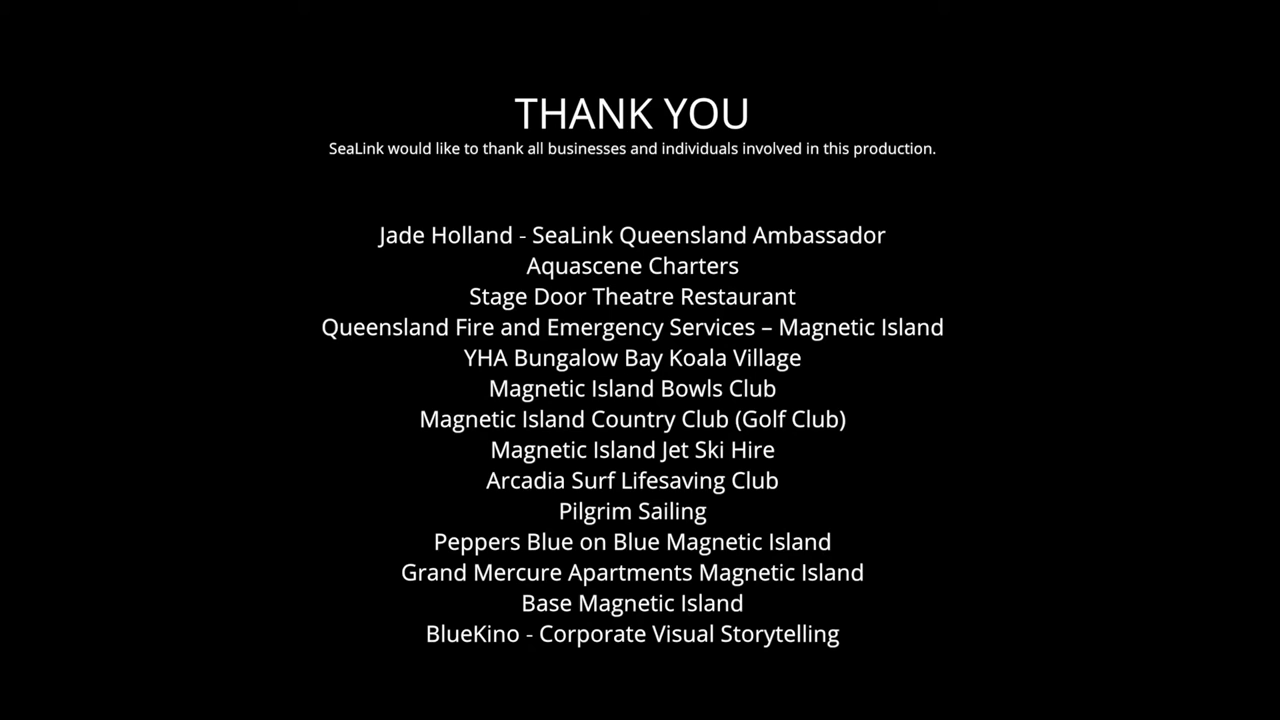 THANK YOU
SeaLink would like to thank all businesses and individuals involved in this production.
Jade Holland - SeaLink Queensland Ambassador
Aquascene Charters
Stage Door Theatre Restaurant
Queensland Fire and Emergency Services – Magnetic Island
YHA Bungalow Bay Koala Village
Magnetic Island Bowls Club
Magnetic Island Country Club (Golf Club)
Magnetic Island Jet Ski Hire
Arcadia Surf Lifesaving Club
Pilgrim Sailing
Peppers Blue on Blue Magnetic Island
Grand Mercure Apartments Magnetic Island
Base Magnetic Island
BlueKino - Corporate Visual Storytelling